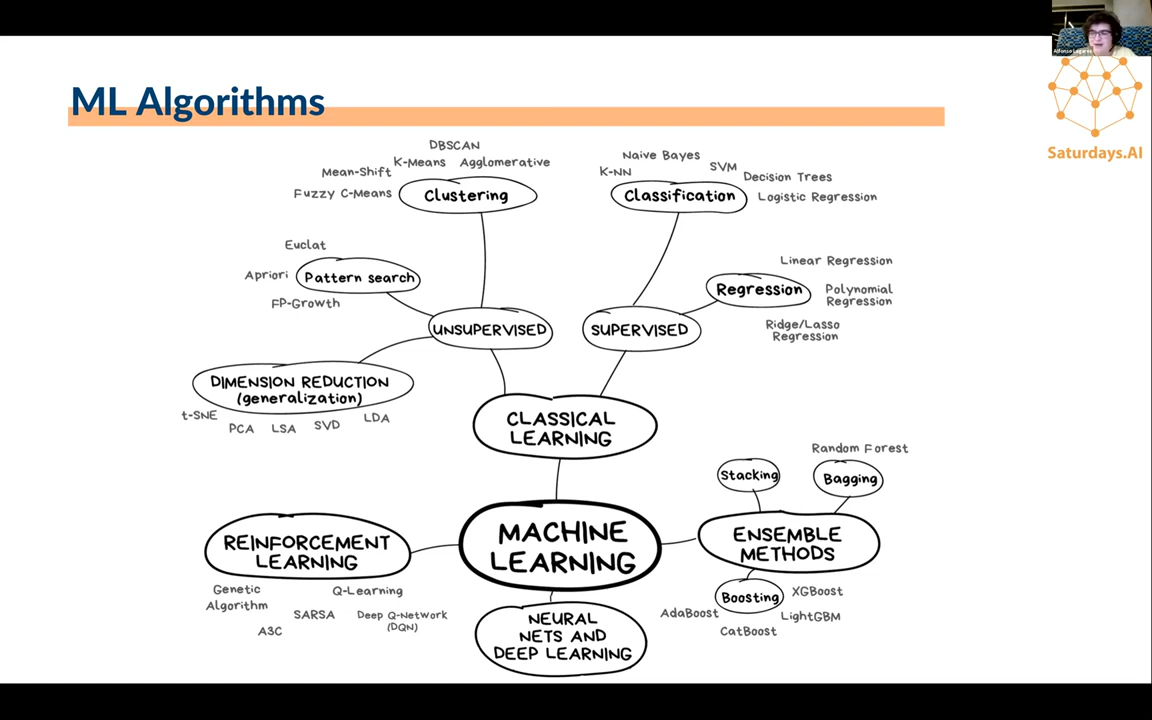 ML Algorithms
Alfonso Lagares
Saturdays.AI
DBSCAN
Mean-Shift
K-Means
Agglomerative
Fuzzy C-Means
Clustering
Naive Bayes
K-NN
SVM
Decision Trees
Classification
Logistic Regression
Euclat
Apriori
Pattern search
FP-Growth
Linear Regression
Regression
Polynomial
Regression
Ridge/Lasso
Regression
UNSUPERVISED
SUPERVISED
DIMENSION REDUCTION
(generalization)
t-SNE
PCA
LSA
SVD
LDA
CLASSICAL
LEARNING
Random Forest
Stacking
Bagging
MACHINE
LEARNING
REINFORCEMENT
LEARNING
ENSEMBLE
METHODS
Genetic
Algorithm
Q-Learning
SARSA
Deep Q-Network
(DQN)
A3C
Boosting
XGBoost
AdaBoost
LightGBM
CatBoost
NEURAL
NETS AND
DEEP LEARNING